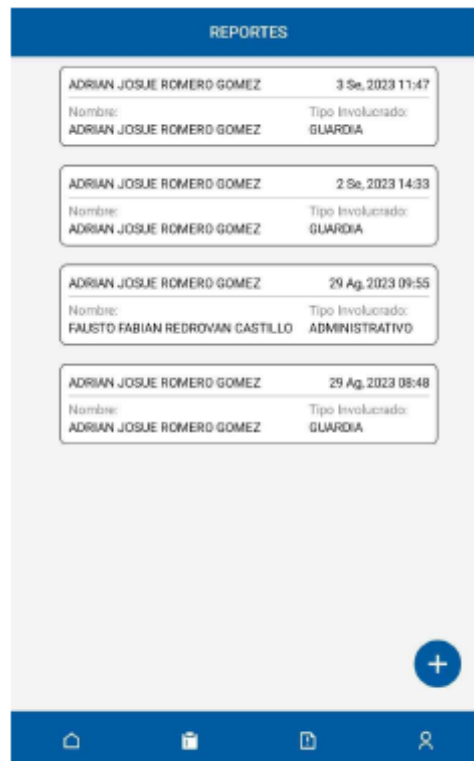 REPORTES
ADRIAN JOSUE ROMERO GOMEZ 3 Se, 2023 11:47
Nombre: Tipo Involucrado:
ADRIAN JOSUE ROMERO GOMEZ GUARDIA
ADRIAN JOSUE ROMERO GOMEZ 2 Se, 2023 14:33
Nombre: Tipo Involucrado:
ADRIAN JOSUE ROMERO GOMEZ GUARDIA
ADRIAN JOSUE ROMERO GOMEZ 29 Ag, 2023 09:55
Nombre: Tipo Involucrado:
FAUSTO FABIAN REDROVAN CASTILLO ADMINISTRATIVO
ADRIAN JOSUE ROMERO GOMEZ 29 Ag, 2023 08:48
Nombre: Tipo Involucrado:
ADRIAN JOSUE ROMERO GOMEZ GUARDIA